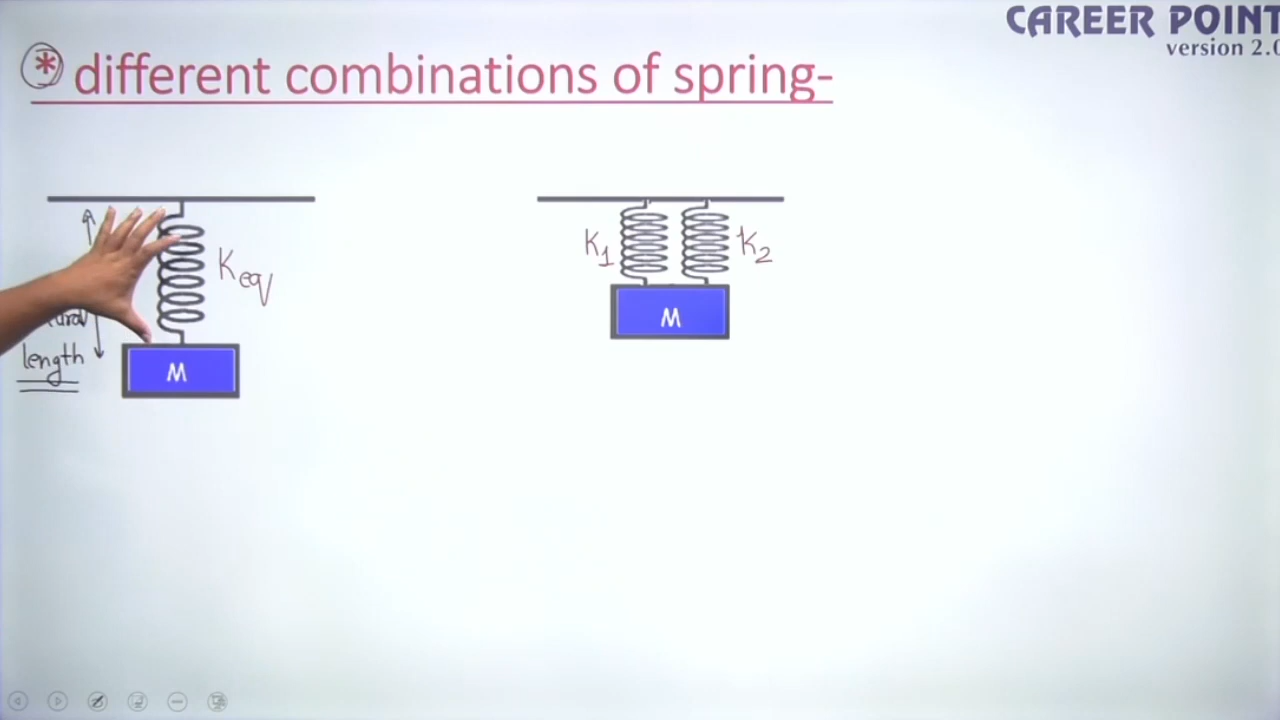 CAREER POINT
version 2.0
* different combinations of spring-
Keq
length
M
K1
K2
M